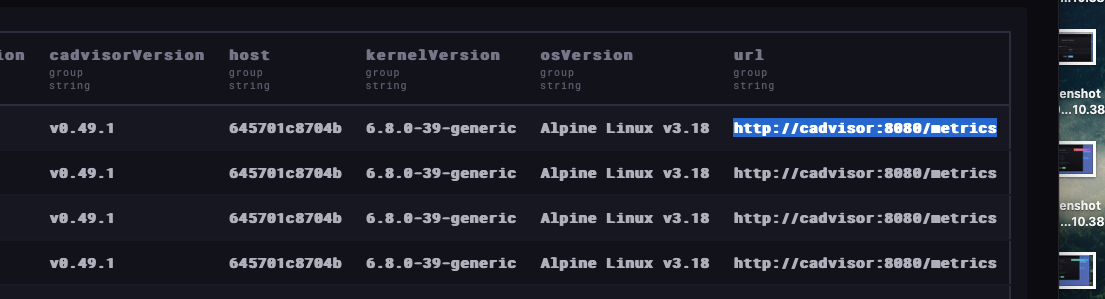 ion cadvisorVersion host kernelVersion osVersion url
group group group group group
string string string string string
v0.49.1 645701c8704b 6.8.0-39-generic Alpine Linux v3.18 http://cadvisor:8080/metrics
v0.49.1 645701c8704b 6.8.0-39-generic Alpine Linux v3.18 http://cadvisor:8080/metrics
v0.49.1 645701c8704b 6.8.0-39-generic Alpine Linux v3.18 http://cadvisor:8080/metrics
v0.49.1 645701c8704b 6.8.0-39-generic Alpine Linux v3.18 http://cadvisor:8080/metrics
enshot
...10.38
enshot
...10.38